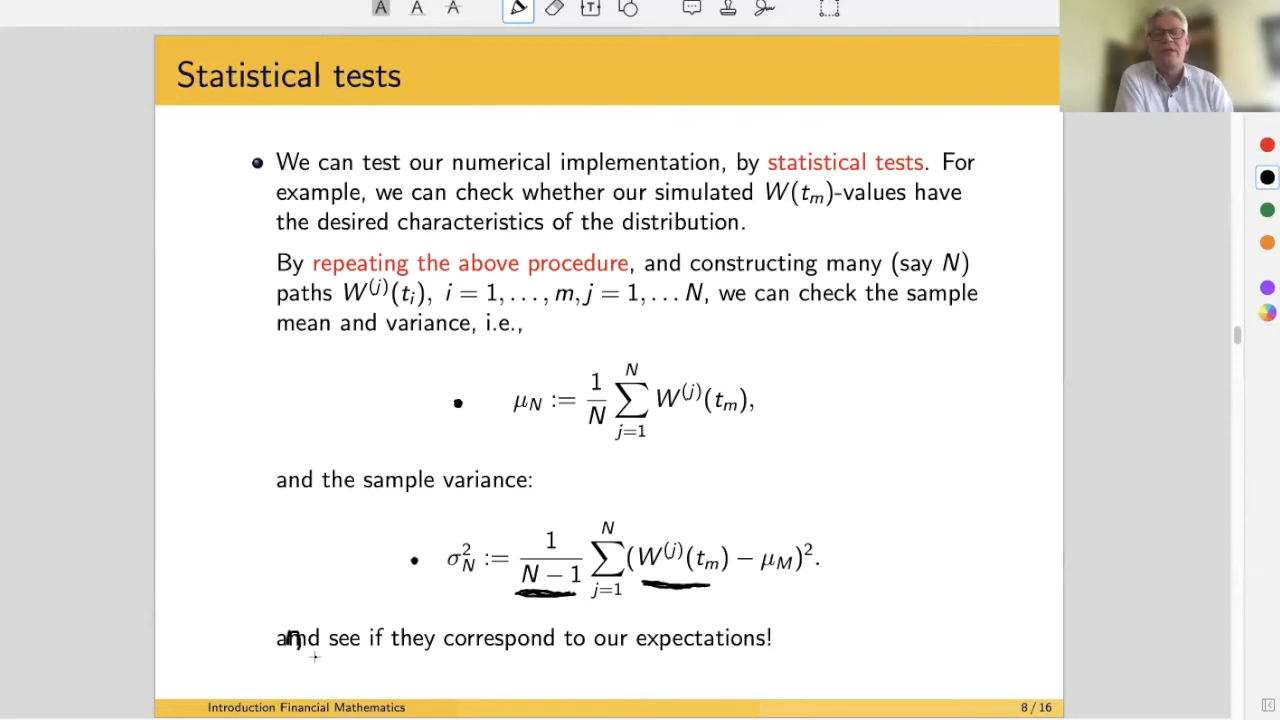 Statistical tests
We can test our numerical implementation, by statistical tests. For
example, we can check whether our simulated W(t_m)-values have
the desired characteristics of the distribution.
By repeating the above procedure, and constructing many (say N)
paths W^(j)(t_i), i = 1, . . . , m, j = 1, . . . N, we can check the sample
mean and variance, i.e.,
μ_N := 1/N ∑_{j=1}^{N} W^(j)(t_m),
and the sample variance:
σ_N^2 := 1/(N − 1) ∑_{j=1}^{N} (W^(j)(t_m) − μ_M)^2.
and see if they correspond to our expectations!
Introduction Financial Mathematics 8 / 16